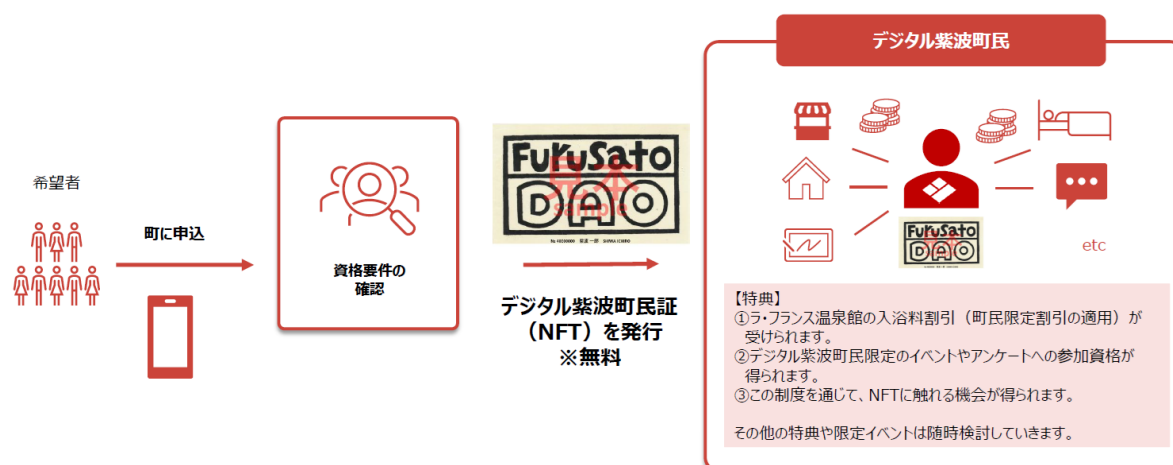 デジタル紫波町民
希望者
町に申込
資格要件の
確認
FuRuSato
DAO
見本
sample
デジタル紫波町民証
（NFT）を発行
※無料
FuRuSato
DAO
etc
【特典】
①ラ・フランス温泉館の入浴料割引（町民限定割引の適用）が
受けられます。
②デジタル紫波町民限定のイベントやアンケートへの参加資格が
得られます。
③この制度を通じて、NFTに触れる機会が得られます。
その他の特典や限定イベントは随時検討していきます。